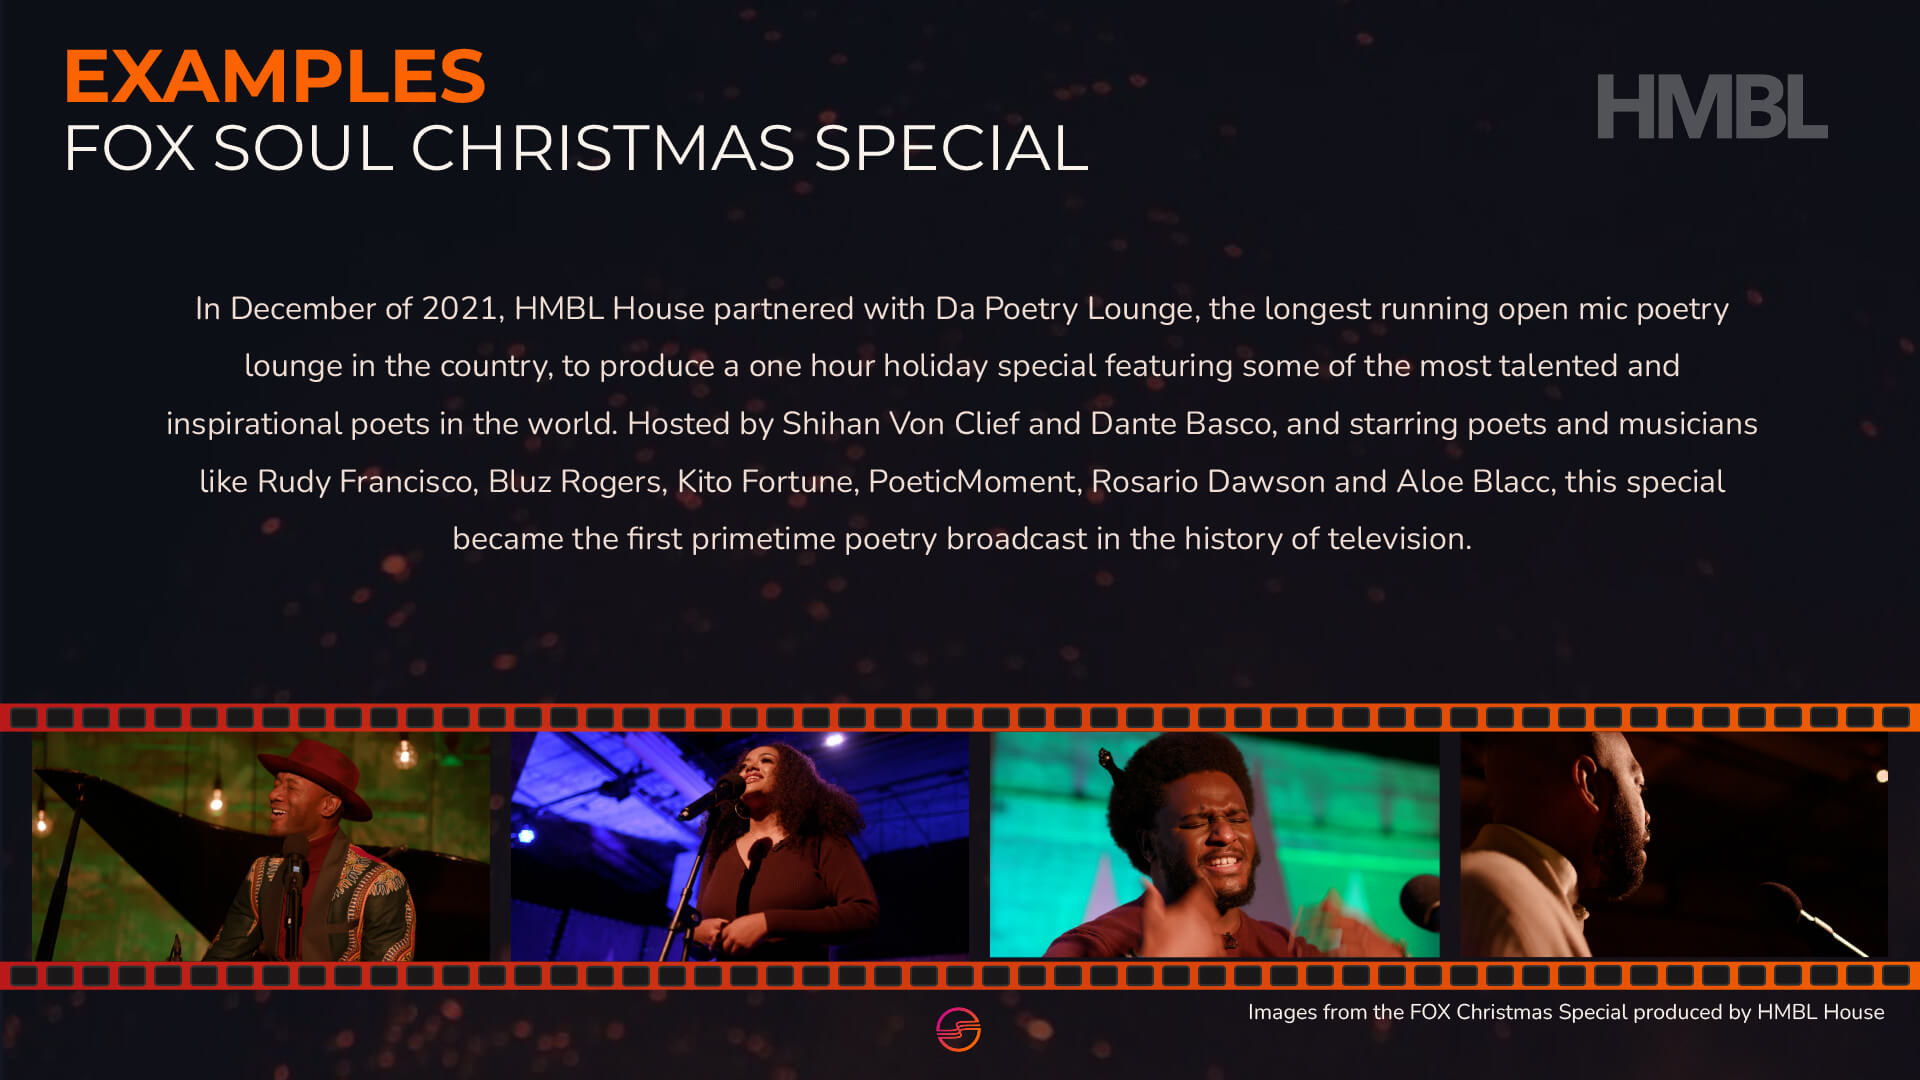 EXAMPLES
FOX SOUL CHRISTMAS SPECIAL
HMBL
In December of 2021, HMBL House partnered with Da Poetry Lounge, the longest running open mic poetry
lounge in the country, to produce a one hour holiday special featuring some of the most talented and
inspirational poets in the world. Hosted by Shihan Von Clief and Dante Basco, and starring poets and musicians
like Rudy Francisco, Bluz Rogers, Kito Fortune, PoeticMoment, Rosario Dawson and Aloe Blacc, this special
became the first primetime poetry broadcast in the history of television.
Images from the FOX Christmas Special produced by HMBL House